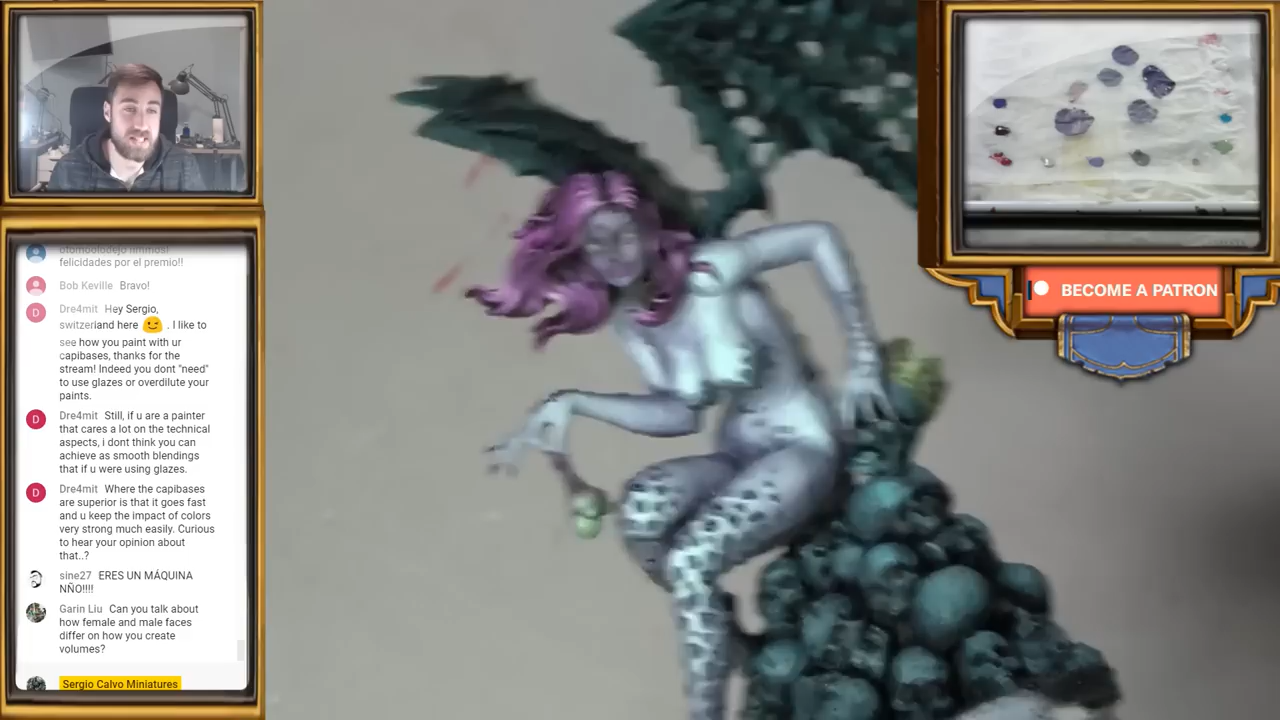 felicidades por el premio!!
Bob Keville Bravo!
Dre4mit Hey Sergio,
switzerland here . I like to
see how you paint with ur
capibases, thanks for the
stream! Indeed you dont "need"
to use glazes or overdilute your
paints.
Dre4mit Still, if u are a painter
that cares a lot on the technical
aspects, i dont think you can
achieve as smooth blendings
that if u were using glazes.
Dre4mit Where the capibases
are superior is that it goes fast
and u keep the impact of colors
very strong much easily. Curious
to hear your opinion about
that..?
sine27 ERES UN MÁQUINA
NÑO!!!!
Garin Liu Can you talk about
how female and male faces
differ on how you create
volumes?
Sergio Calvo Miniatures
BECOME A PATRON
D
D
D